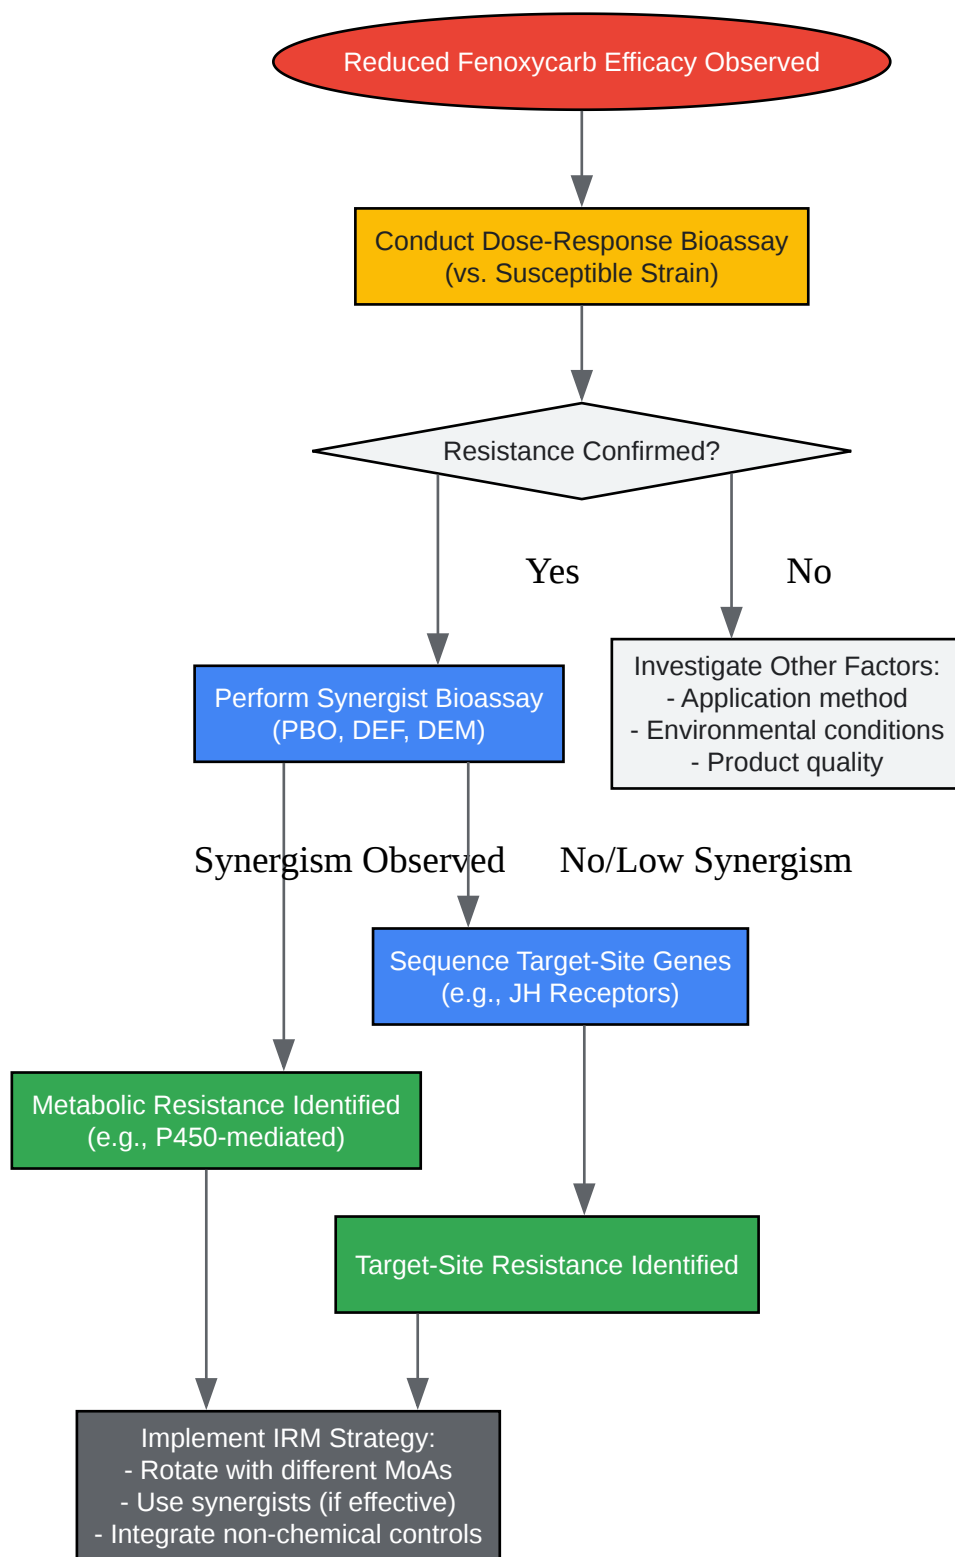 Reduced Fenoxycarb Efficacy Observed
Conduct Dose-Response Bioassay
(vs. Susceptible Strain)
Resistance Confirmed?
Yes
No
Perform Synergist Bioassay
(PBO, DEF, DEM)
Investigate Other Factors:
- Application method
- Environmental conditions
- Product quality
Synergism Observed
No/Low Synergism
Sequence Target-Site Genes
(e.g., JH Receptors)
Metabolic Resistance Identified
(e.g., P450-mediated)
Target-Site Resistance Identified
Implement IRM Strategy:
- Rotate with different MoAs
- Use synergists (if effective)
- Integrate non-chemical controls